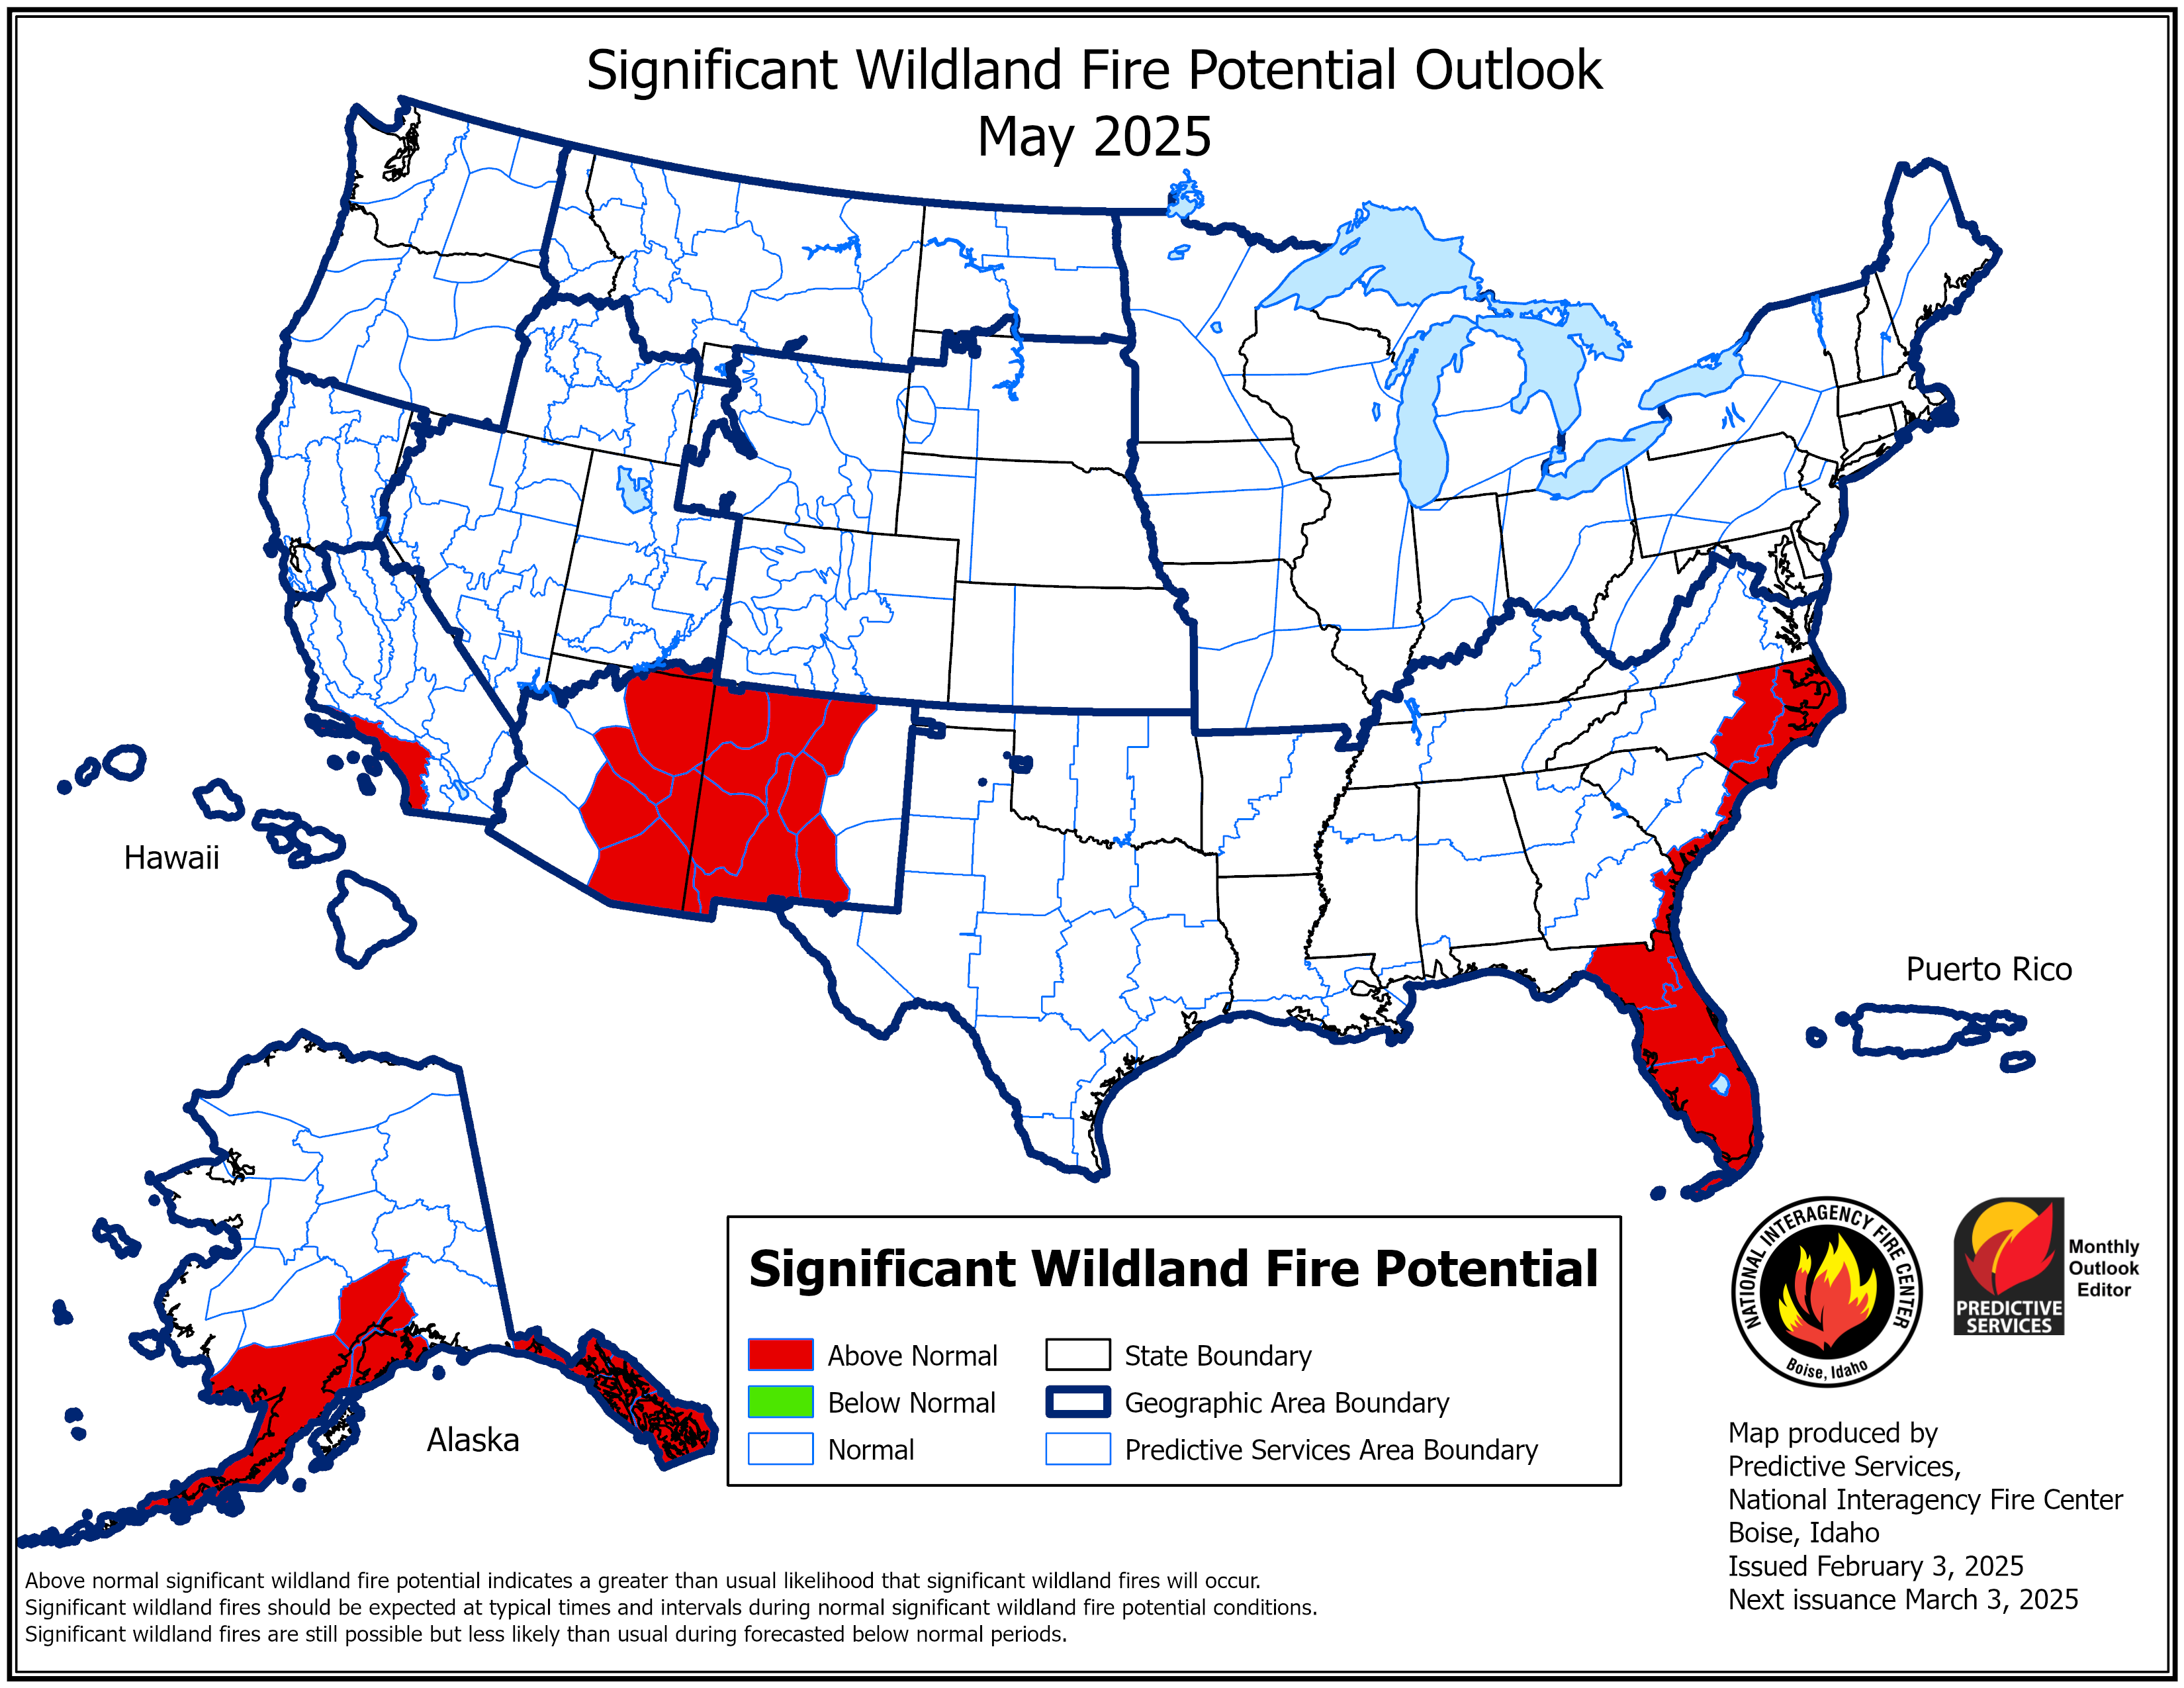 Significant Wildland Fire Potential Outlook
May 2025
Hawaii
Puerto Rico
Alaska
Significant Wildland Fire Potential
Above Normal
Below Normal
Normal
State Boundary
Geographic Area Boundary
Predictive Services Area Boundary
NATIONAL INTERAGENCY FIRE CENTER
Boise, Idaho
PREDICTIVE
SERVICES
Monthly
Outlook
Editor
Map produced by
Predictive Services,
National Interagency Fire Center
Boise, Idaho
Issued February 3, 2025
Next issuance March 3, 2025
Above normal significant wildland fire potential indicates a greater than usual likelihood that significant wildland fires will occur.
Significant wildland fires should be expected at typical times and intervals during normal significant wildland fire potential conditions.
Significant wildland fires are still possible but less likely than usual during forecasted below normal periods.